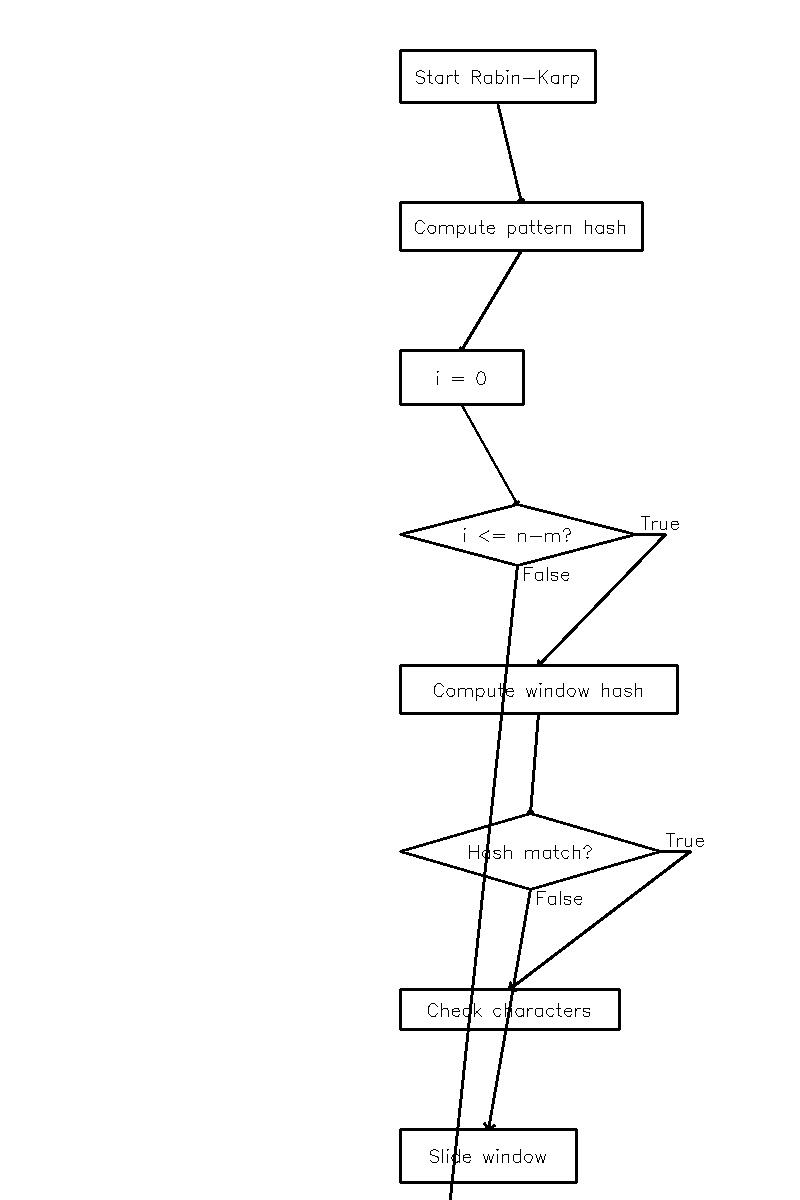 Start Rabin-Karp
Compute pattern hash
i = 0
i <= n-m?
True
False
Compute window hash
Hash match?
True
False
Check characters
Slide window